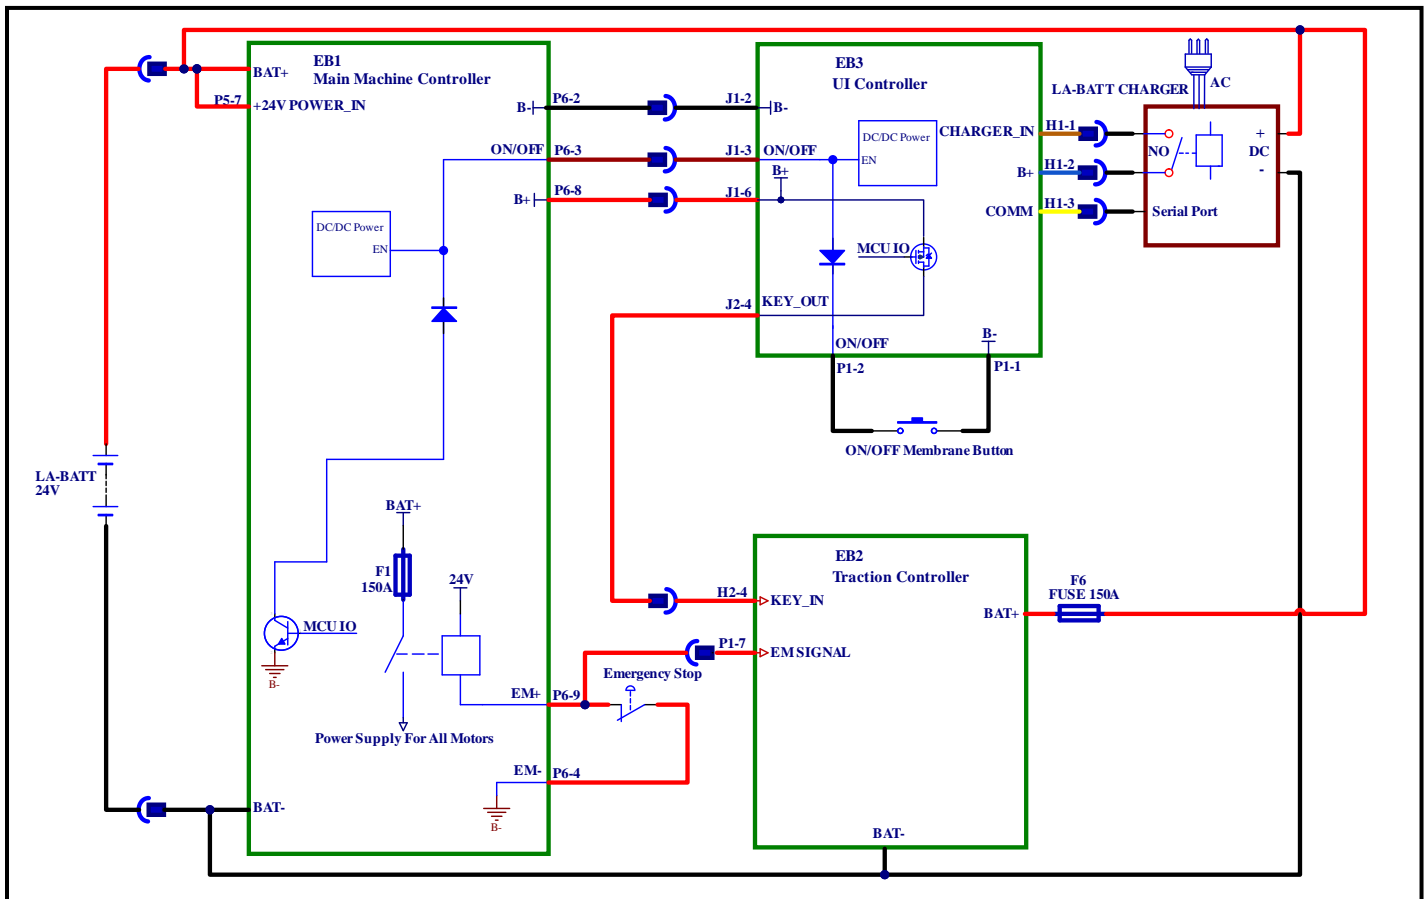 EB1
Main Machine Controller
BAT+
P5-7
+24V POWER_IN
B-
P6-2
ON/OFF
P6-3
B+
P6-8
DC/DC Power
EN
LA-BATT
24V
BAT+
F1
150A
24V
MCU IO
B-
EM+
P6-9
Power Supply For All Motors
EM-
P6-4
B-
BAT-
EB3
UI Controller
J1-2
B-
J1-3
ON/OFF
J1-6
B+
DC/DC Power
EN
CHARGER_IN
H1-1
B+
H1-2
COMM
H1-3
MCU IO
J2-4
KEY_OUT
ON/OFF
B-
P1-2
P1-1
ON/OFF Membrane Button
AC
LA-BATT CHARGER
+
NO
DC
-
Serial Port
EB2
Traction Controller
H2-4
KEY_IN
P1-7
EM SIGNAL
Emergency Stop
BAT+
F6
FUSE 150A
BAT-